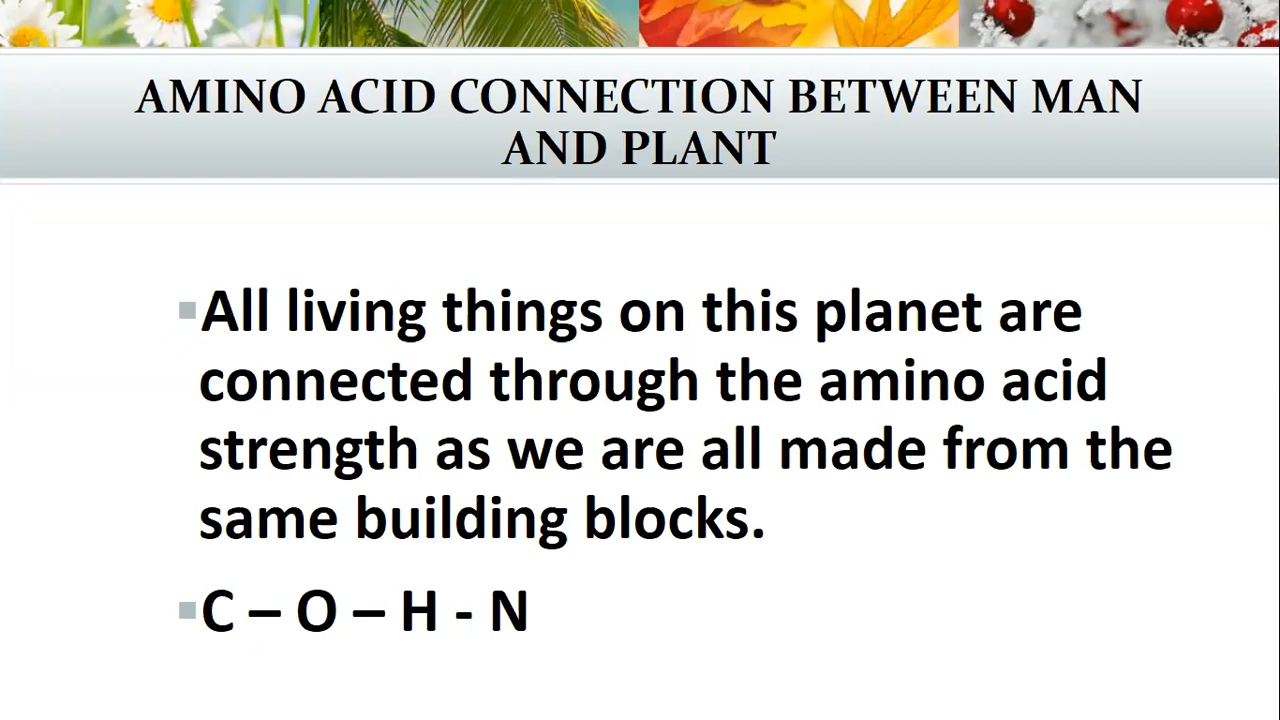 AMINO ACID CONNECTION BETWEEN MAN
AND PLANT
All living things on this planet are
connected through the amino acid
strength as we are all made from the
same building blocks.
C – O – H - N